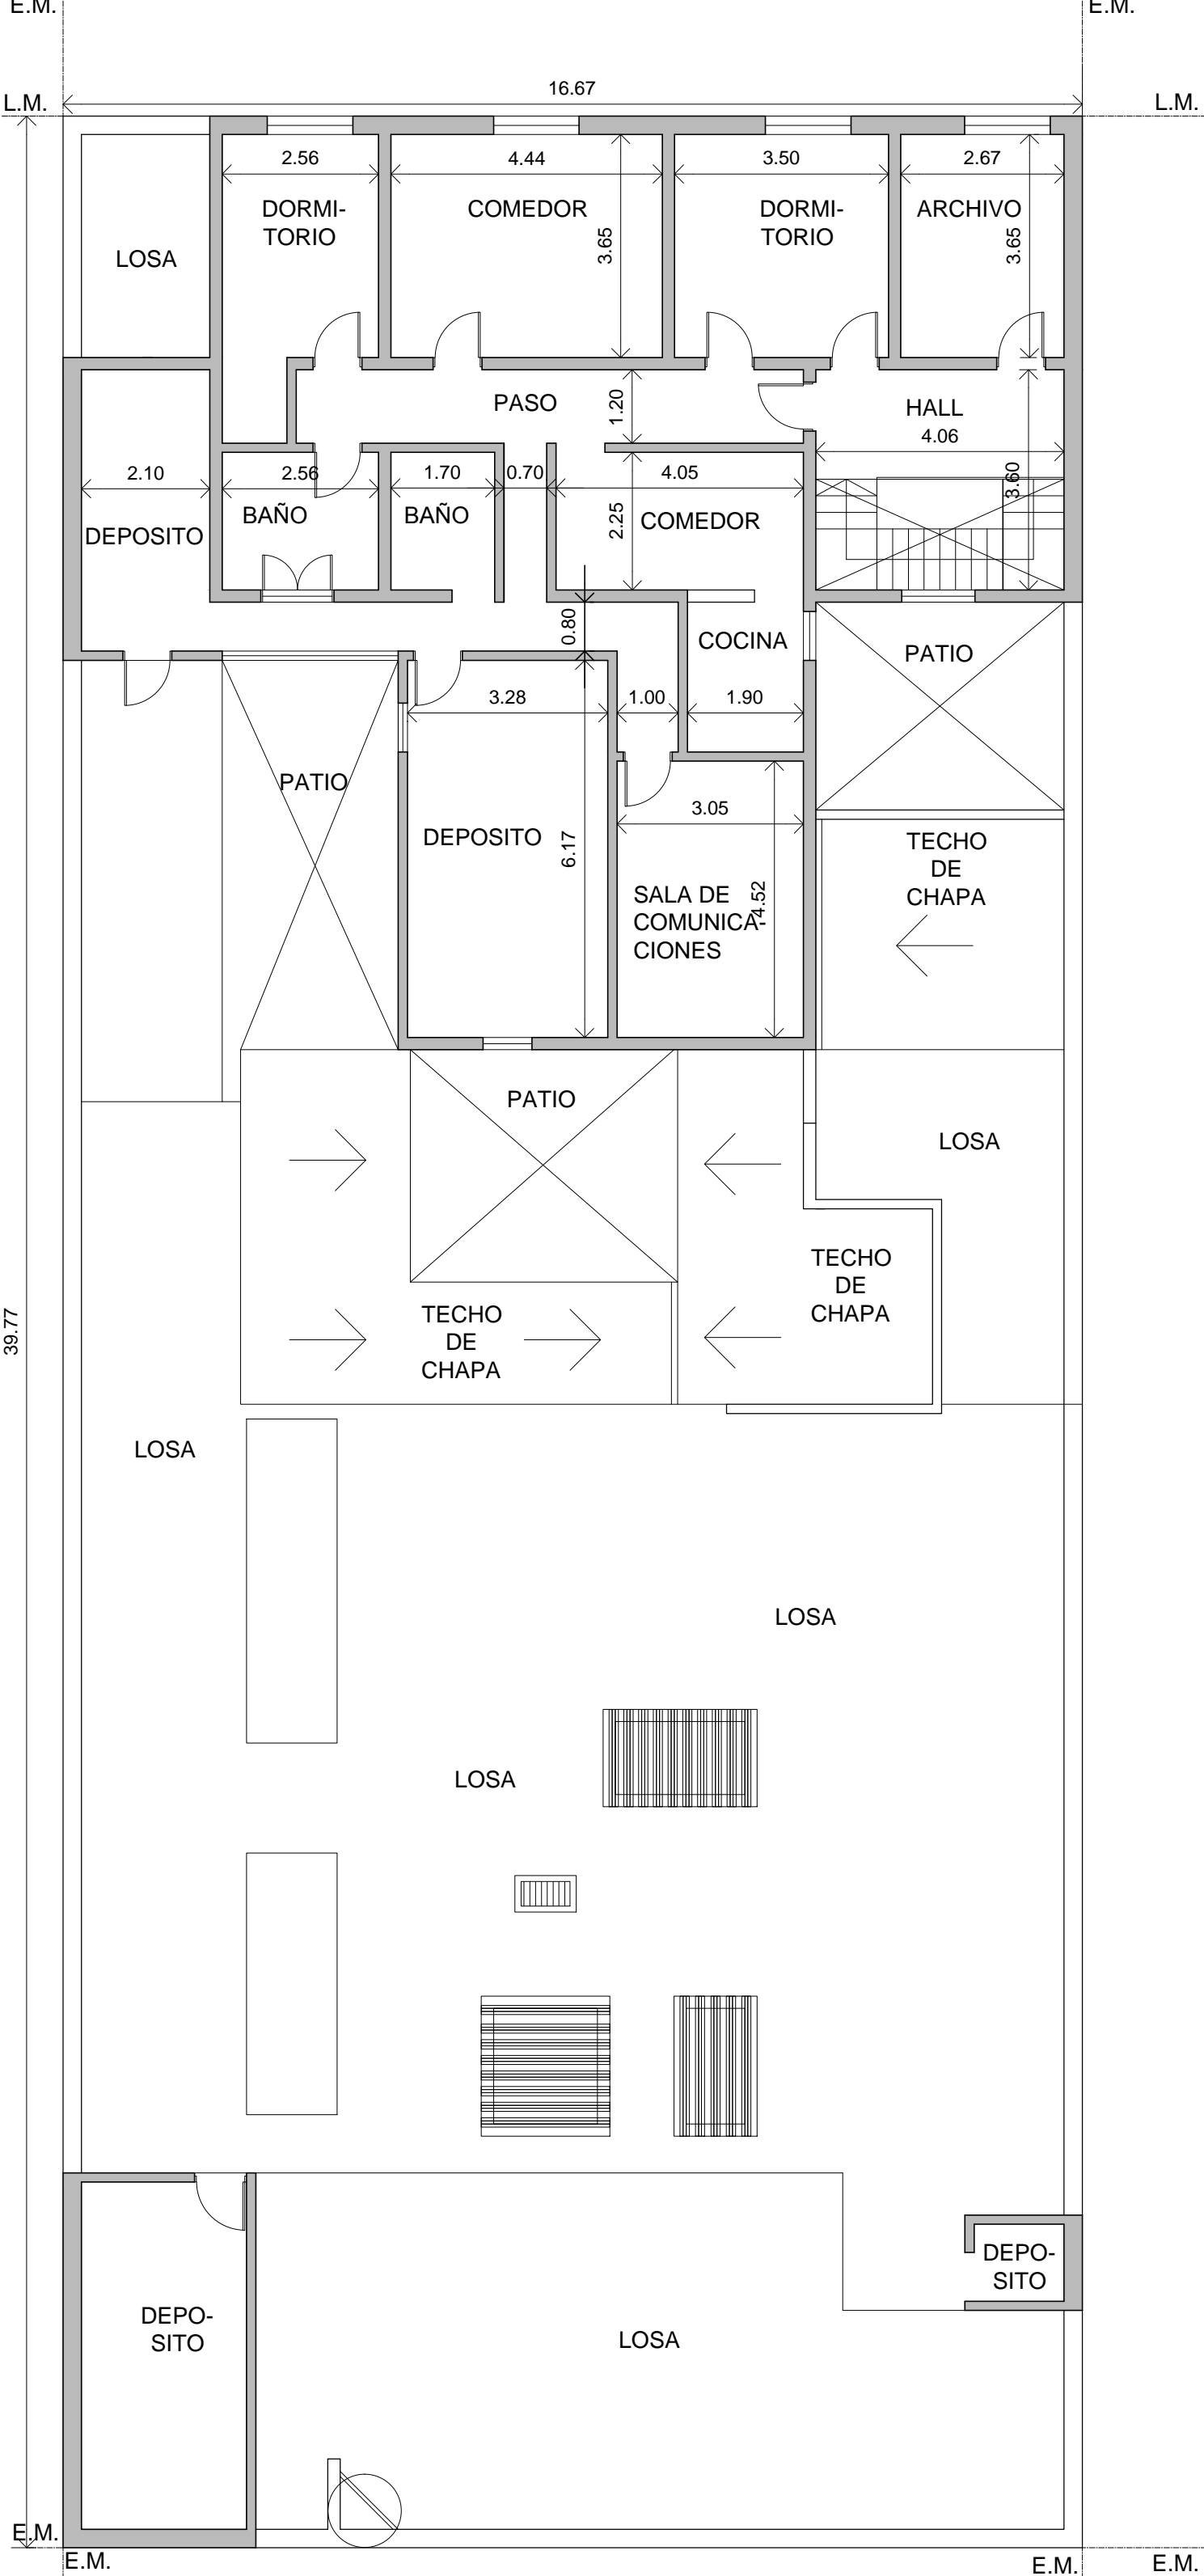 E.M.
E.M.
16.67
L.M.
L.M.
2.56
4.44
3.50
2.67
DORMI-
TORIO
COMEDOR
DORMI-
TORIO
ARCHIVO
3.65
3.65
LOSA
PASO
1.20
HALL
4.06
2.10
2.56
1.70
0.70
4.05
3.60
DEPOSITO
BAÑO
BAÑO
2.25
COMEDOR
0.80
COCINA
PATIO
3.28
1.00
1.90
PATIO
DEPOSITO
6.17
3.05
SALA DE
COMUNICA-
CIONES
4.52
TECHO
DE
CHAPA
PATIO
LOSA
TECHO
DE
CHAPA
TECHO
DE
CHAPA
39.77
LOSA
LOSA
LOSA
DEPO-
SITO
DEPO-
SITO
LOSA
E.M.
E.M.
E.M.
E.M.